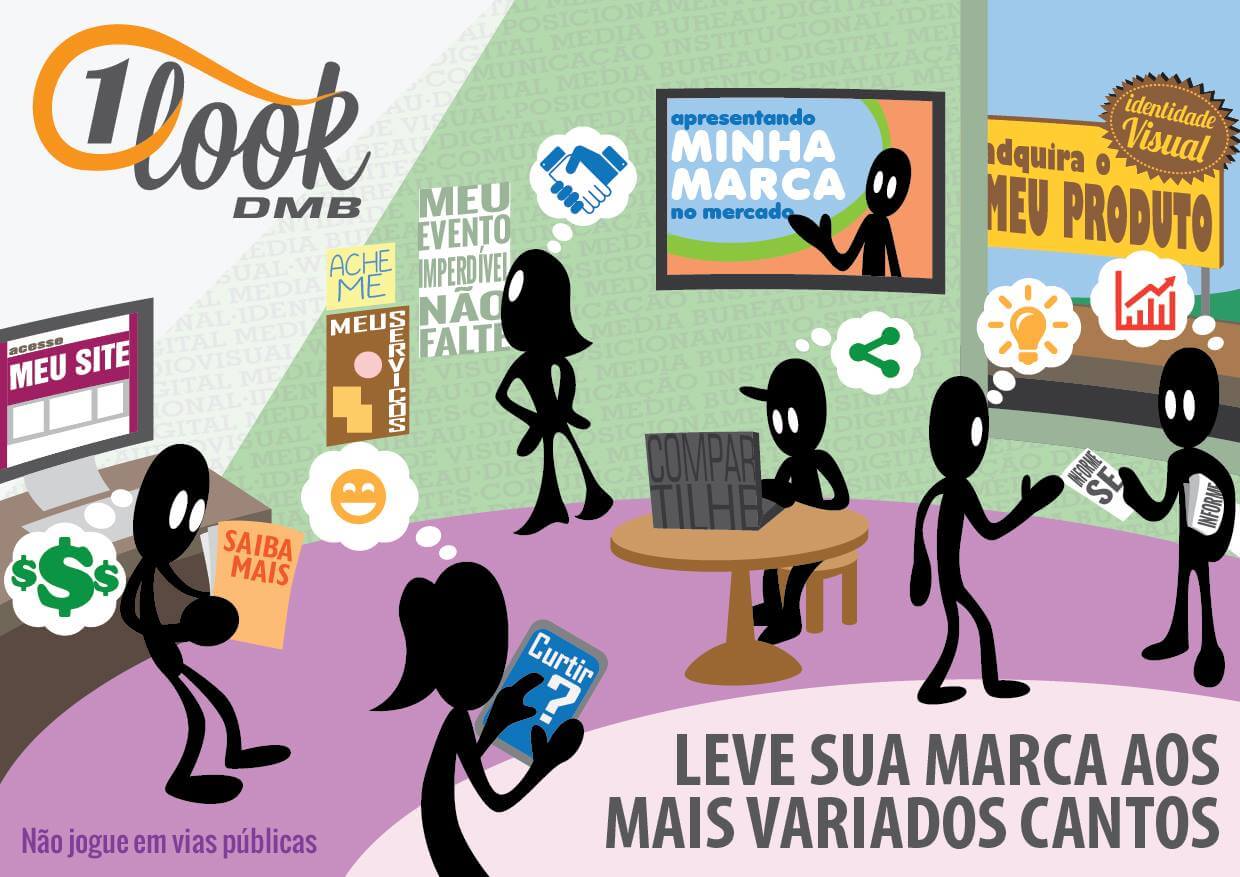 1look
DMB
apresentando
MINHA
MARCA
no mercado
identidade
Visual
adquira o
MEU PRODUTO
MEU
EVENTO
IMPERDÍVEL
NÃO
FALTE
ACHE
ME
MEUS
SERVIÇOS
acesse
MEU SITE
COMPAR
TILHE
INFORME
SE
INFORME
SAIBA
MAIS
$ $ $
Curtir
?
LEVE SUA MARCA AOS
MAIS VARIADOS CANTOS
Não jogue em vias públicas